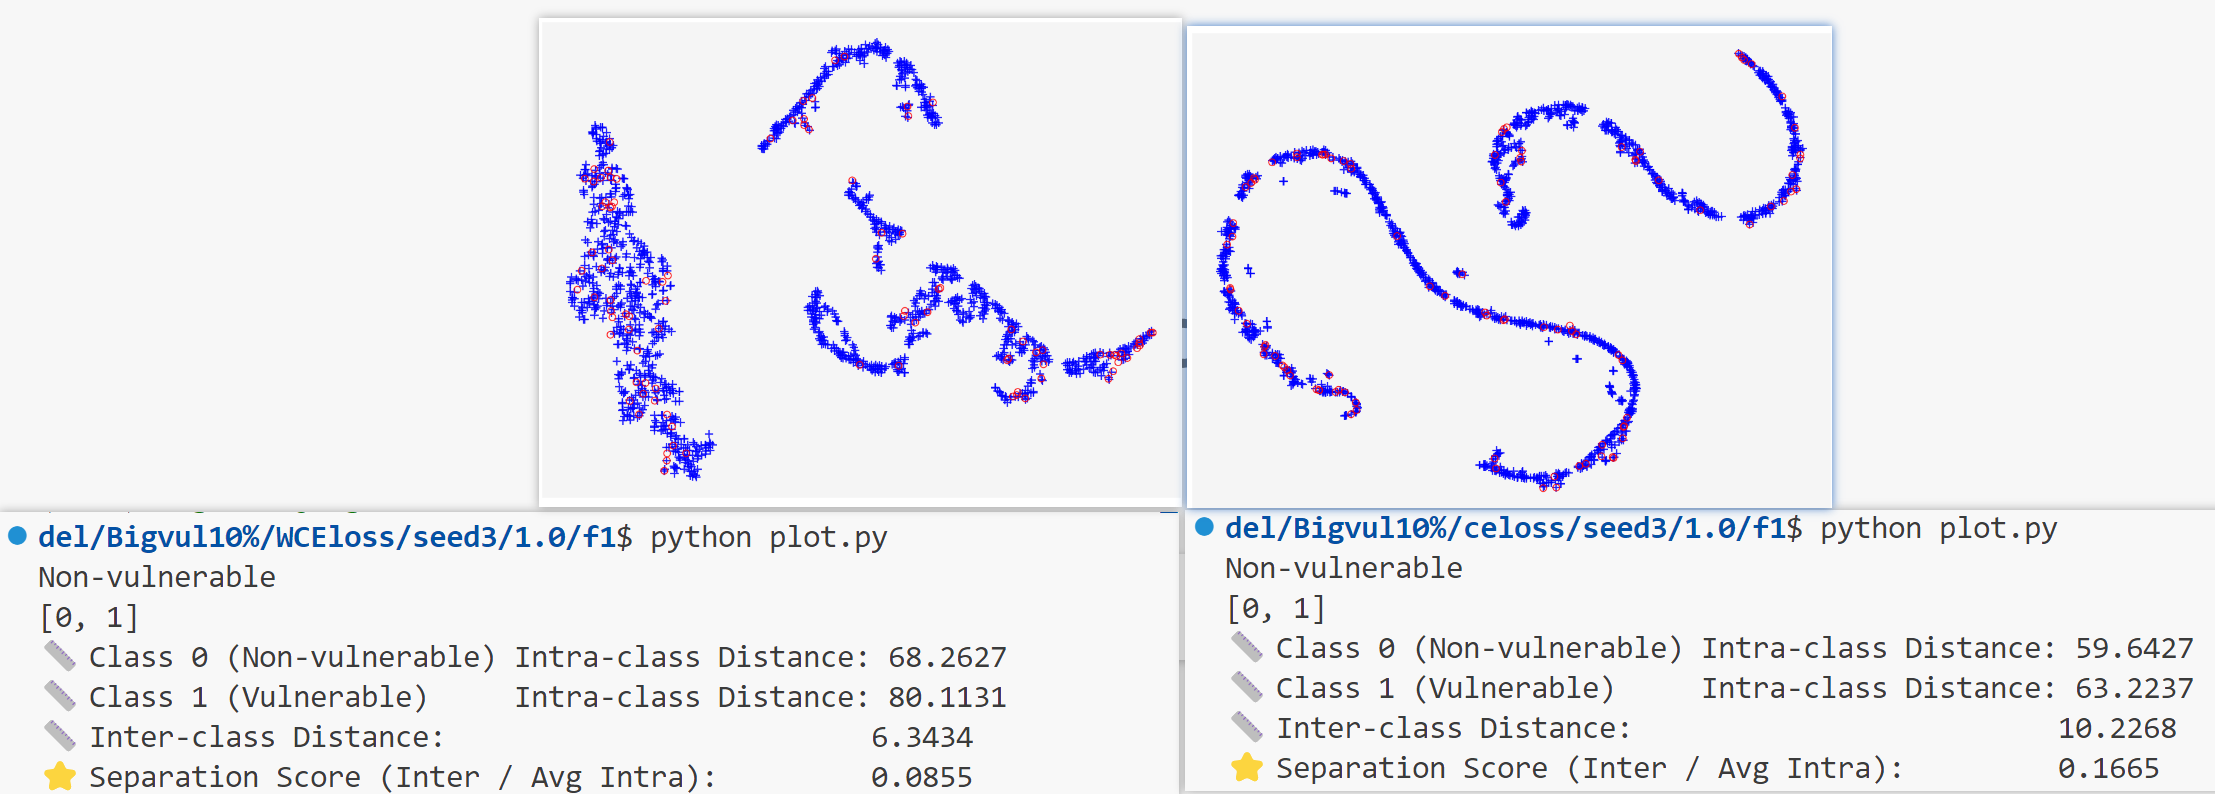 del/Bigvul10%/WCEloss/seed3/1.0/f1$ python plot.py
Non-vulnerable
[0, 1]
📏 Class 0 (Non-vulnerable) Intra-class Distance: 68.2627
📏 Class 1 (Vulnerable) Intra-class Distance: 80.1131
📏 Inter-class Distance: 6.3434
⭐ Separation Score (Inter / Avg Intra): 0.0855
del/Bigvul10%/celoss/seed3/1.0/f1$ python plot.py
Non-vulnerable
[0, 1]
📏 Class 0 (Non-vulnerable) Intra-class Distance: 59.6427
📏 Class 1 (Vulnerable) Intra-class Distance: 63.2237
📏 Inter-class Distance: 10.2268
⭐ Separation Score (Inter / Avg Intra): 0.1665